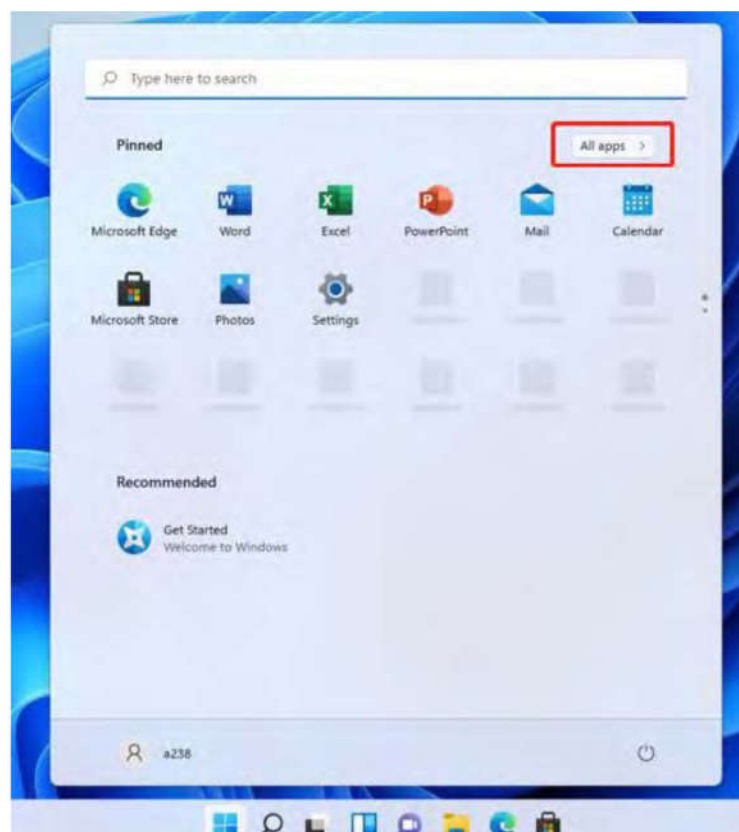 Type here to search
Pinned
All apps >
Microsoft Edge Word Excel PowerPoint Mail Calendar
Microsoft Store Photos Settings
Recommended
Get Started
Welcome to Windows
a238